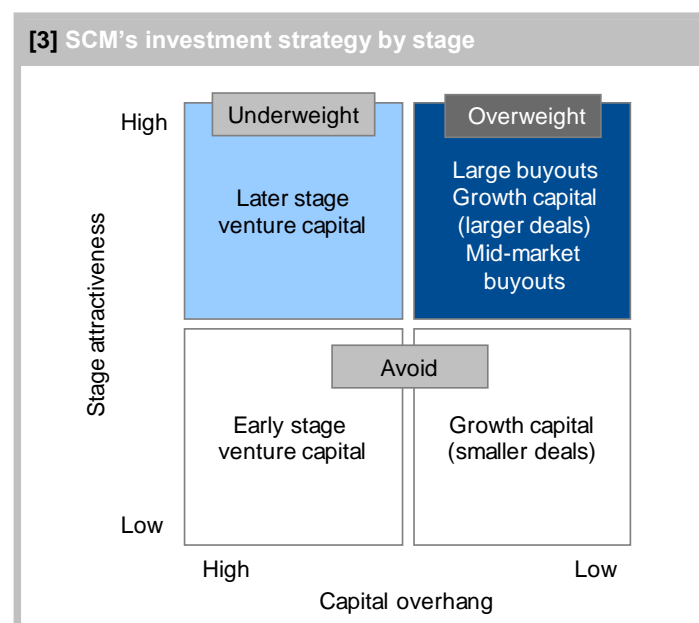 [3] SCM's investment strategy by stage
High
Underweight
Overweight
Later stage
venture capital
Large buyouts
Growth capital
(larger deals)
Mid-market
buyouts
Stage attractiveness
Avoid
Early stage
venture capital
Growth capital
(smaller deals)
Low
High
Low
Capital overhang